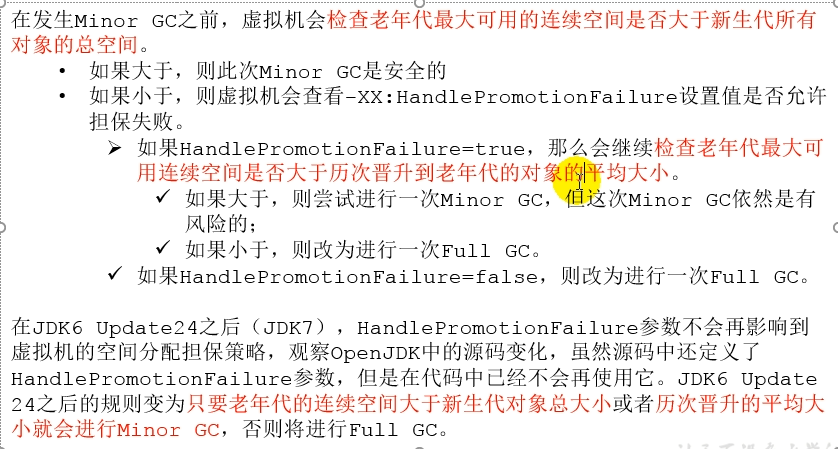 在发生Minor GC之前，虚拟机会检查老年代最大可用的连续空间是否大于新生代所有
对象的总空间。
• 如果大于，则此次Minor GC是安全的
• 如果小于，则虚拟机会查看-XX:HandlePromotionFailure设置值是否允许
担保失败。
➢ 如果HandlePromotionFailure=true，那么会继续检查老年代最大可
用连续空间是否大于历次晋升到老年代的对象的平均大小。
✓ 如果大于，则尝试进行一次Minor GC，但这次Minor GC依然是有
风险的；
✓ 如果小于，则改为进行一次Full GC。
✓ 如果HandlePromotionFailure=false，则改为进行一次Full GC。
在JDK6 Update24之后（JDK7），HandlePromotionFailure参数不会再影响到
虚拟机的空间分配担保策略，观察OpenJDK中的源码变化，虽然源码中还定义了
HandlePromotionFailure参数，但是在代码中已经不会再使用它。JDK6 Update
24之后的规则变为只要老年代的连续空间大于新生代对象总大小或者历次晋升的平均大
小就会进行Minor GC，否则将进行Full GC。